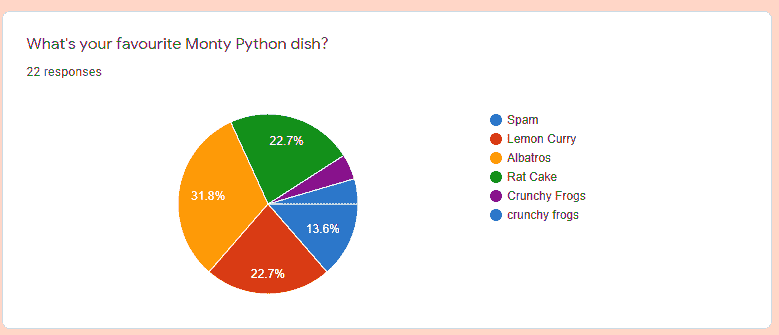 What's your favourite Monty Python dish?
22 responses
22.7%
31.8%
13.6%
22.7%
Spam
Lemon Curry
Albatros
Rat Cake
Crunchy Frogs
crunchy frogs